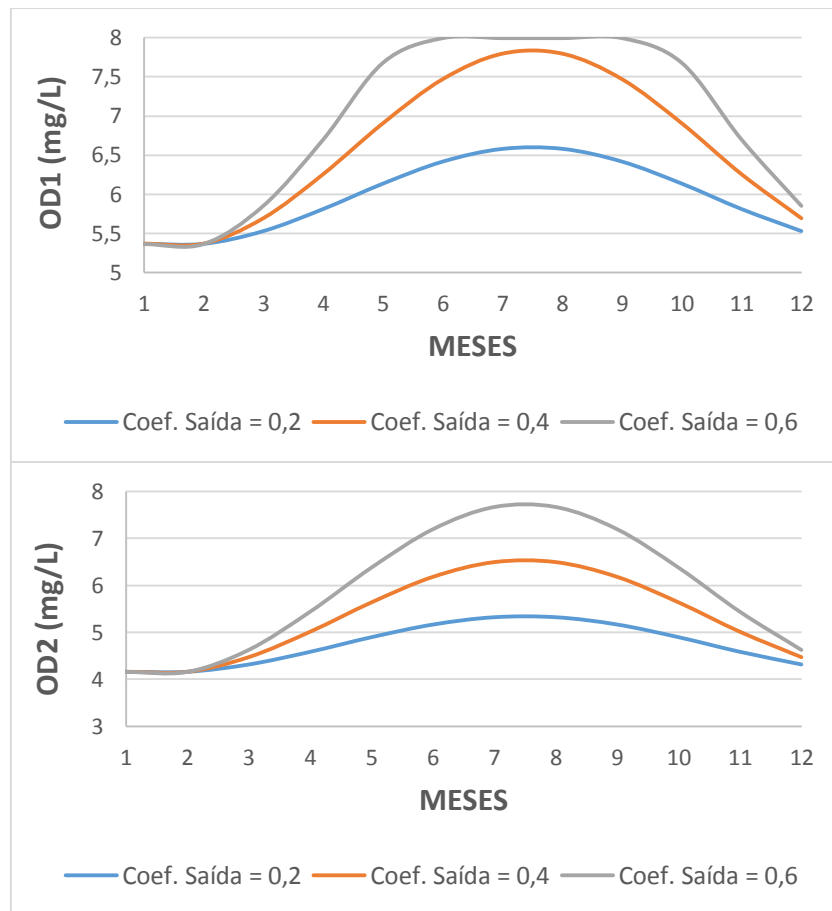 OD1 (mg/L)
8
7,5
7
6,5
6
5,5
5
1 2 3 4 5 6 7 8 9 10 11 12
MESES
Coef. Saída = 0,2 Coef. Saída = 0,4 Coef. Saída = 0,6
OD2 (mg/L)
8
7
6
5
4
3
1 2 3 4 5 6 7 8 9 10 11 12
MESES
Coef. Saída = 0,2 Coef. Saída = 0,4 Coef. Saída = 0,6